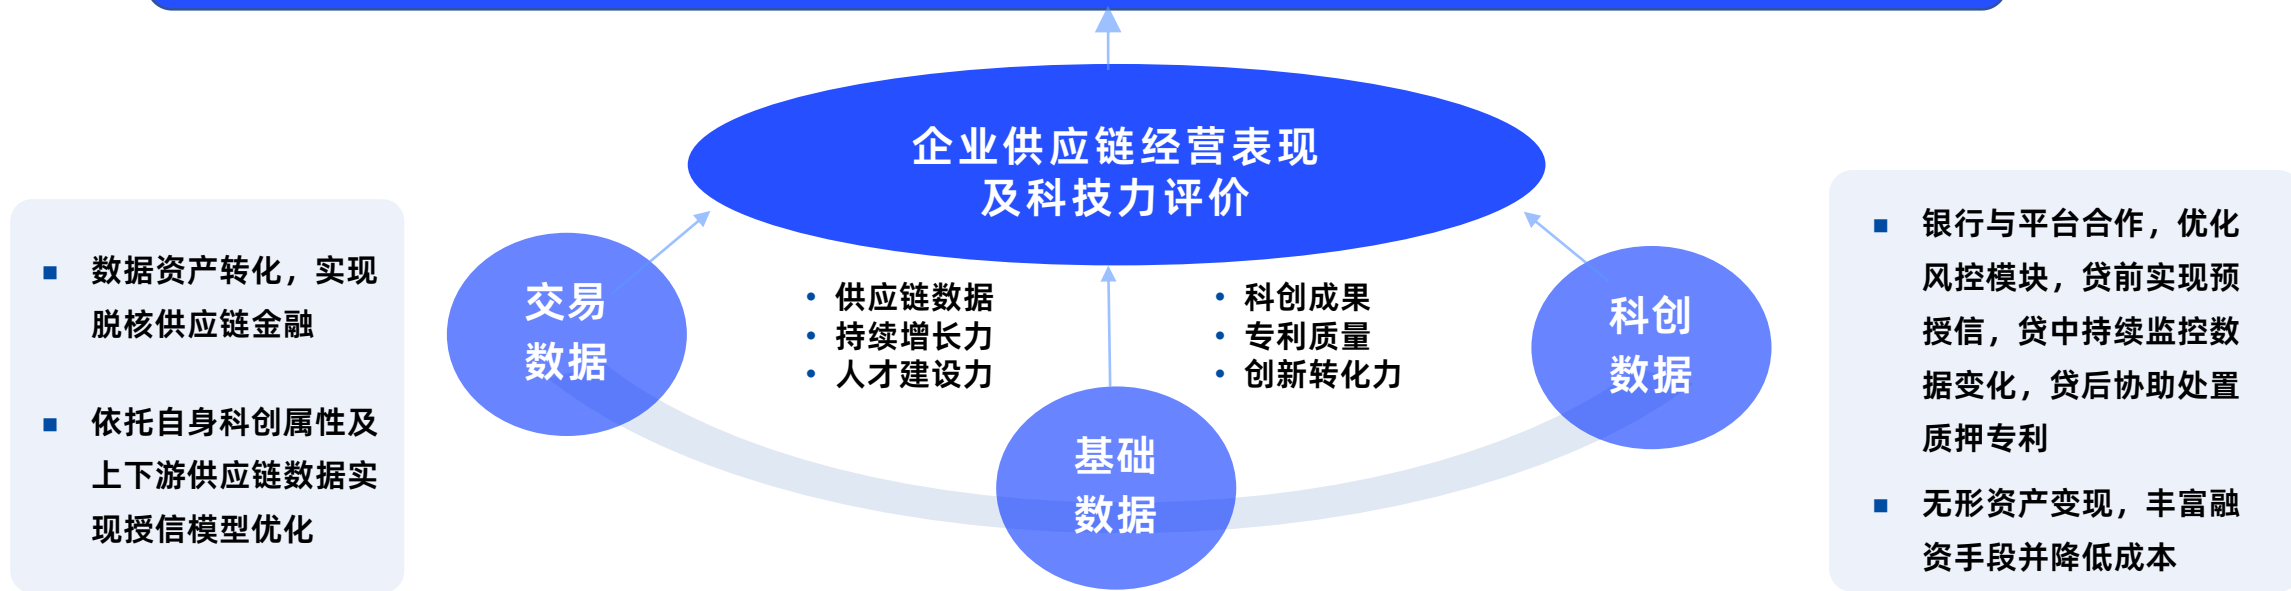 企业供应链经营表现
及科技力评价
数据资产转化，实现
脱核供应链金融
依托自身科创属性及
上下游供应链数据实
现授信模型优化
交易
数据
• 供应链数据
• 持续增长力
• 人才建设力
基础
数据
• 科创成果
• 专利质量
• 创新转化力
科创
数据
银行与平台合作，优化
风控模块，贷前实现预
授信，贷中持续监控数
据变化，贷后协助处置
质押专利
无形资产变现，丰富融
资手段并降低成本